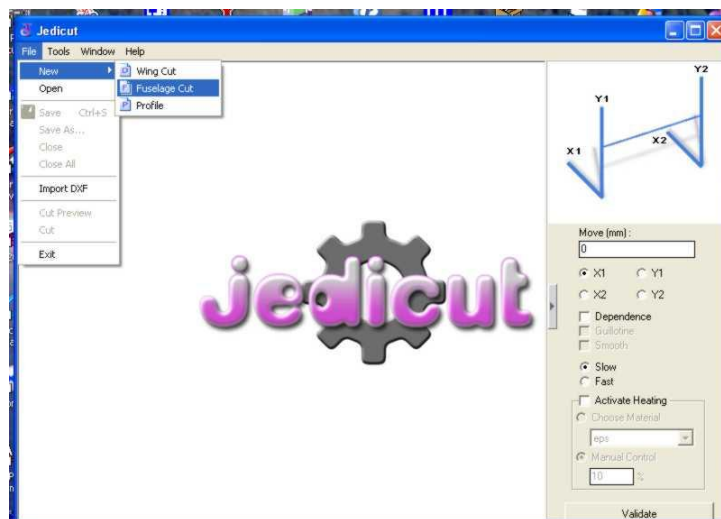 Jedicut
File Tools Window Help
New
Open
Save Ctrl+S
Save As...
Close
Close All
Import DXF
Cut Preview
Cut
Exit
Wing Cut
Fuselage Cut
Profile
jedicut
Y2
Y1
X1 X2
Move (mm) :
0
X1 Y1
X2 Y2
Dependence
Guillotine
Smooth
Slow
Fast
Activate Heating
Choose Material
eps
Manual Control
10 %
Validate